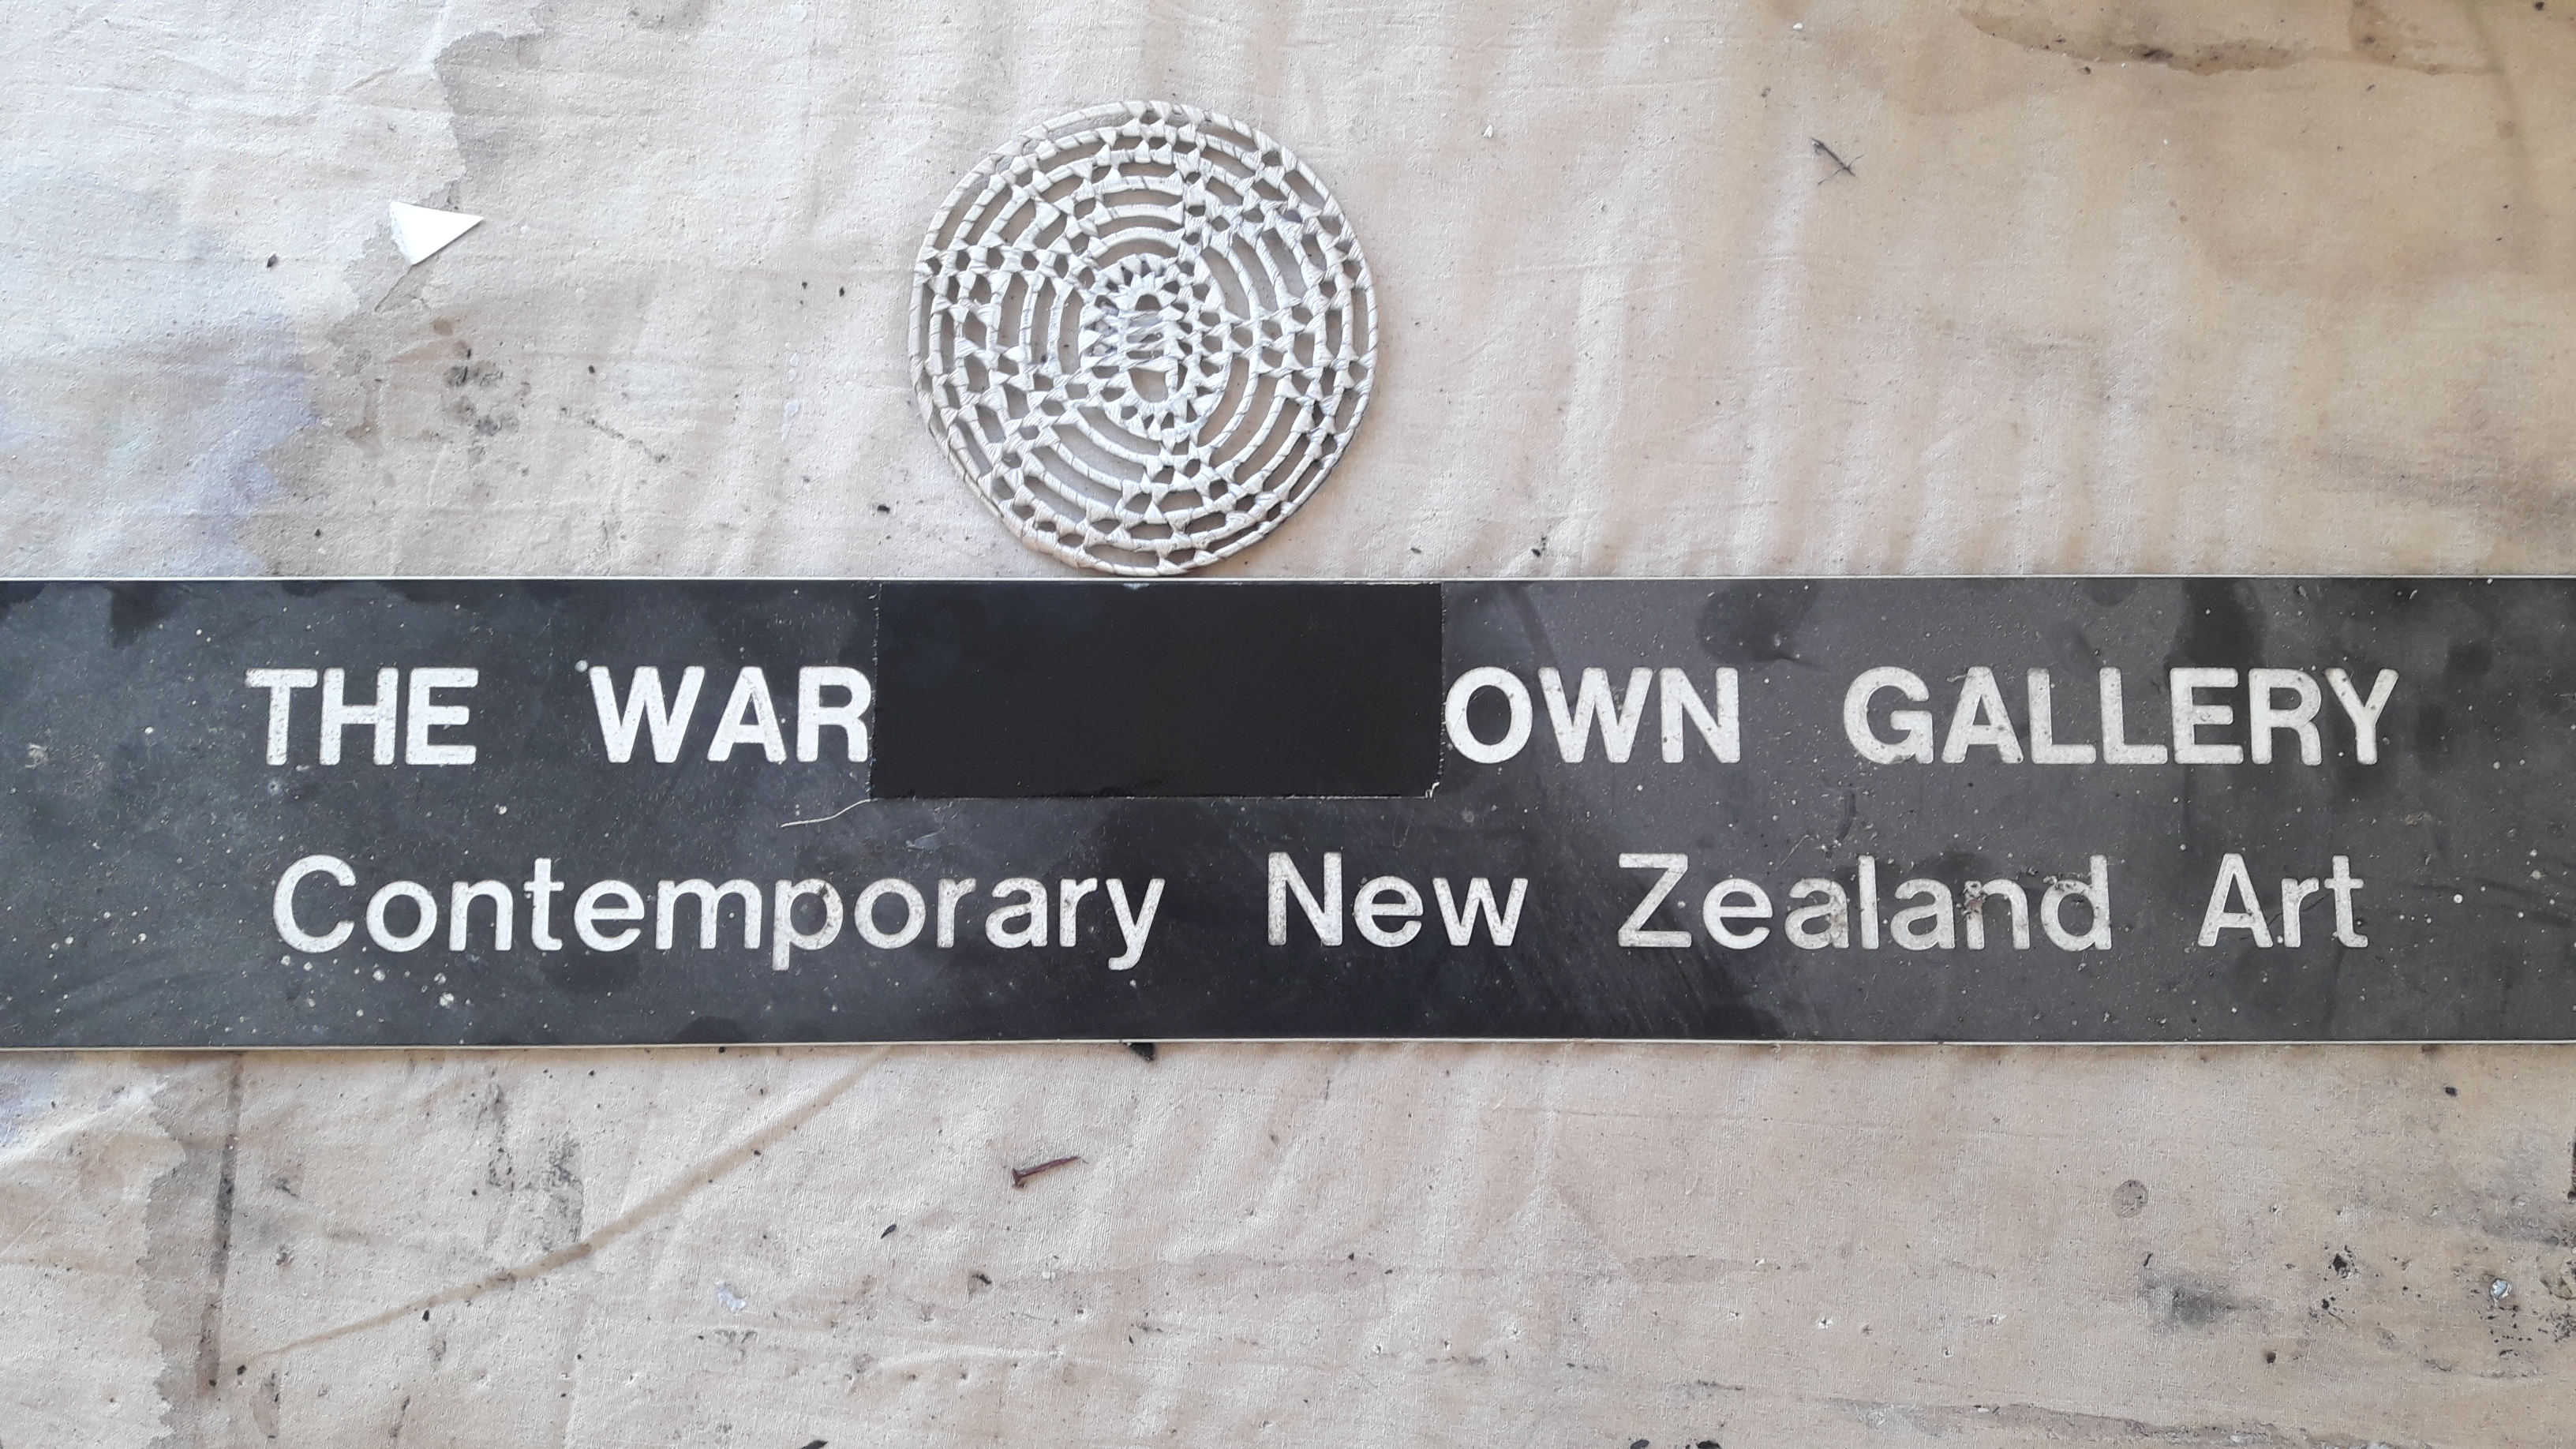 THE WAR OWN GALLERY
Contemporary New Zealand Art